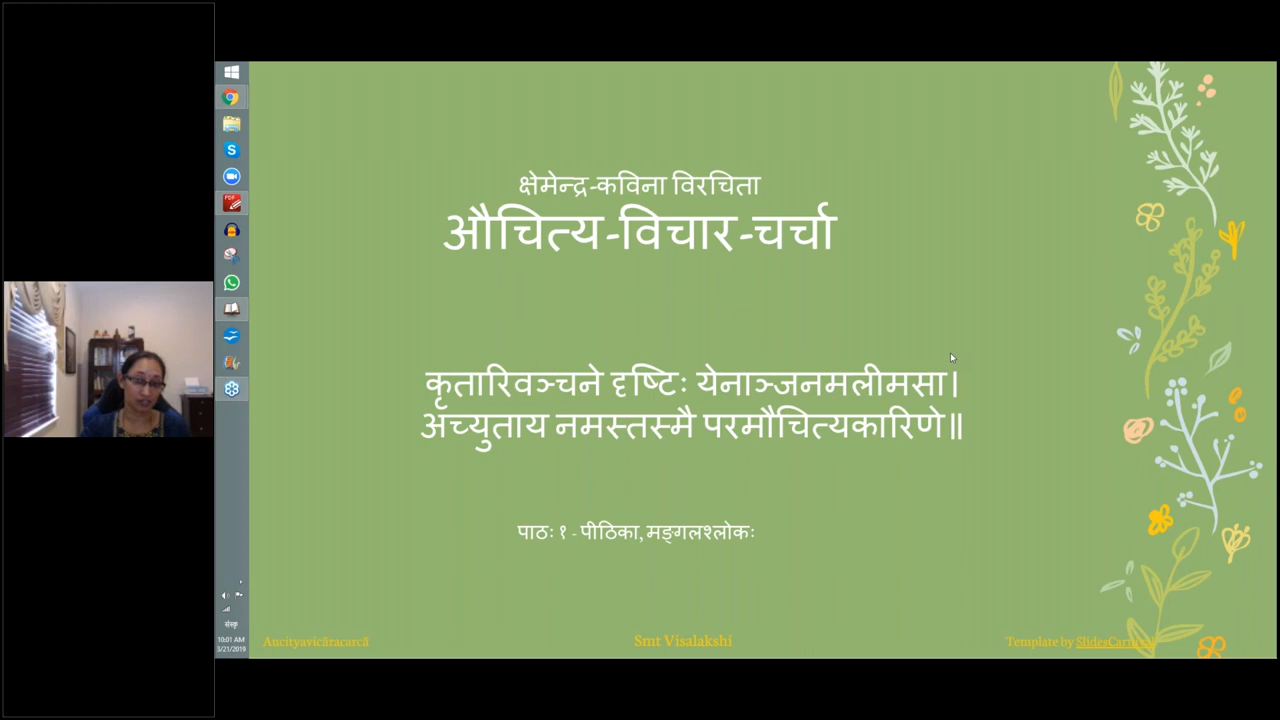 क्षेमेन्द्र-कविना विरचिता
औचित्य-विचार-चर्चा
कृतारिवञ्चने दृष्टिः येनाञ्जनमलीमसा।
अच्युताय नमस्तस्मै परमौचित्यकारिणे॥
पाठः १ - पीठिका, मङ्गलश्लोकः
Aucityavicāracarcā
Smt Visalakshi
Template by SlidesCarnival
PDF
संस्कृ
10:01 AM
3/21/2019